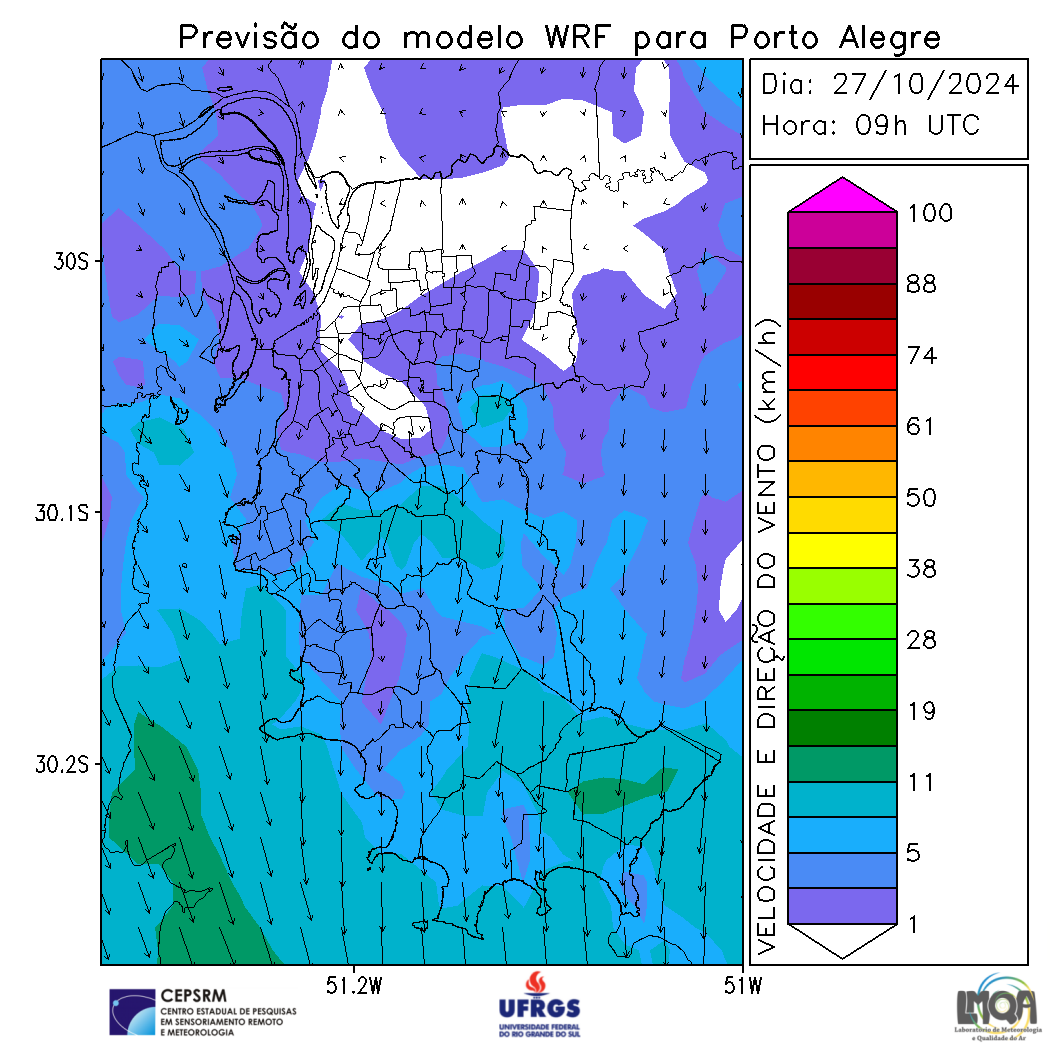 Previsão do modelo WRF para Porto Alegre
Dia: 27/10/2024
Hora: 09h UTC
30S
30.1S
30.2S
51.2W
51W
VELOCIDADE E DIREÇÃO DO VENTO (km/h)
100
88
74
61
50
38
28
19
11
5
1
CEPSRM
CENTRO ESTADUAL DE PESQUISAS
EM SENSORIAMENTO REMOTO
E METEOROLOGIA
UFRGS
UNIVERSIDADE FEDERAL
DO RIO GRANDE DO SUL
LMQA
Laboratório de Meteorologia
e Qualidade do Ar